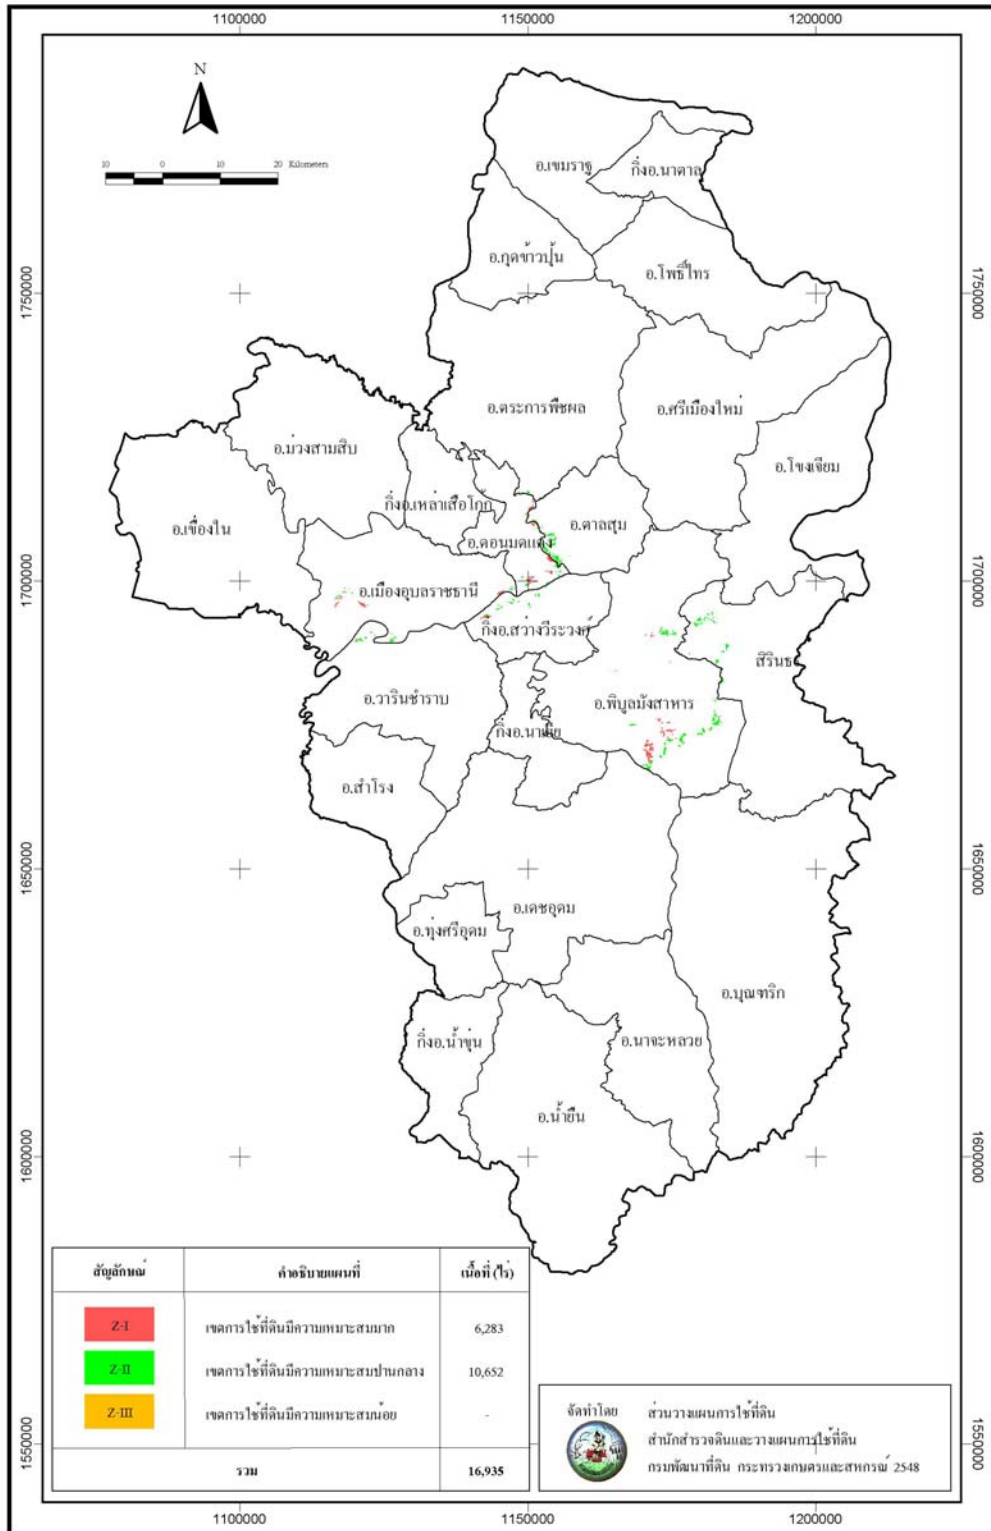 1100000 1150000 1200000
N
10 0 10 20 Kilometers
อ.เขมราฐ
กิ่งอ.นาตาล
อ.กุดข้าวปุ้น
อ.โพธิ์ไทร
1750000 1750000
อ.ตระการพืชผล
อ.ศรีเมืองใหม่
อ.ม่วงสามสิบ
อ.โขงเจียม
กิ่งอ.เหล่าเสือโก้ก
อ.เขื่องใน
อ.ตาลสุม
อ.ดอนมดแดง
1700000 1700000
อ.เมืองอุบลราชธานี
กิ่งอ.สว่างวีระวงศ์
สิรินธ
อ.วารินชำราบ
อ.พิบูลมังสาหาร
กิ่งอ.นาเยีย
อ.สำโรง
1650000 1650000
อ.เดชอุดม
อ.ทุ่งศรีอุดม
อ.บุณฑริก
กิ่งอ.น้ำขุ่น
อ.นาจะหลวย
อ.น้ำยืน
1600000 1600000
สัญลักษณ์ คำอธิบายแผนที่ เนื้อที่ (ไร่)
Z-I เขตการใช้ที่ดินมีความเหมาะสมมาก 6,283
Z-II เขตการใช้ที่ดินมีความเหมาะสมปานกลาง 10,652
Z-III เขตการใช้ที่ดินมีความเหมาะสมน้อย -
รวม 16,935
จัดทำโดย ส่วนวางแผนการใช้ที่ดิน
สำนักสำรวจดินและวางแผนการใช้ที่ดิน
กรมพัฒนาที่ดิน กระทรวงเกษตรและสหกรณ์ 2548
1550000 1550000
1100000 1150000 1200000